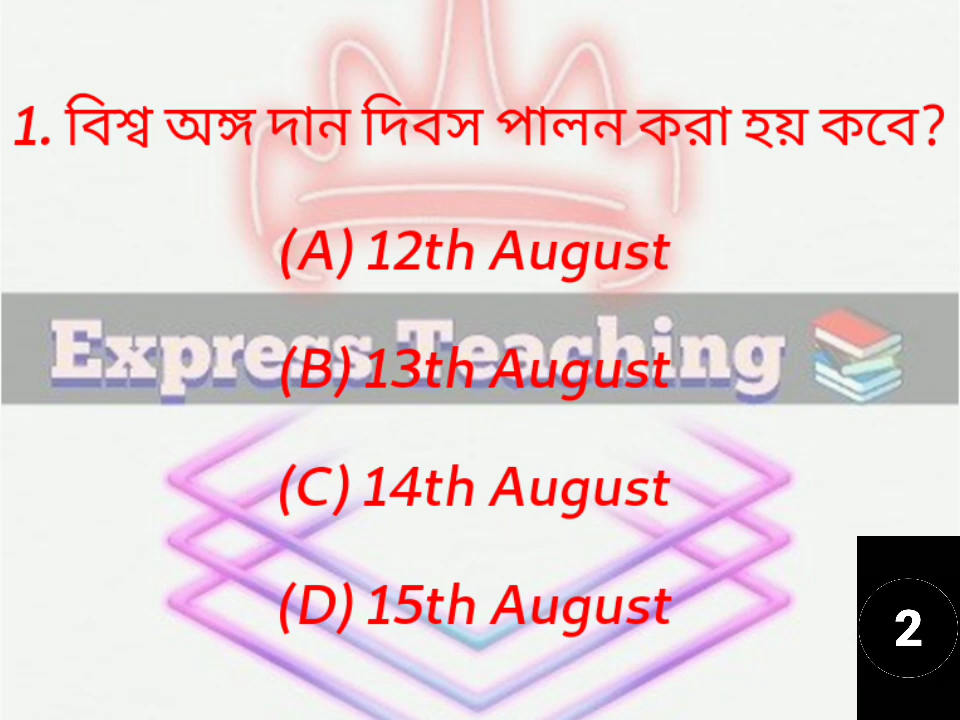 1. বিশ্ব অঙ্গ দান দিবস পালন করা হয় কবে?
(A) 12th August
Express Teaching
(B) 13th August
(C) 14th August
(D) 15th August
2